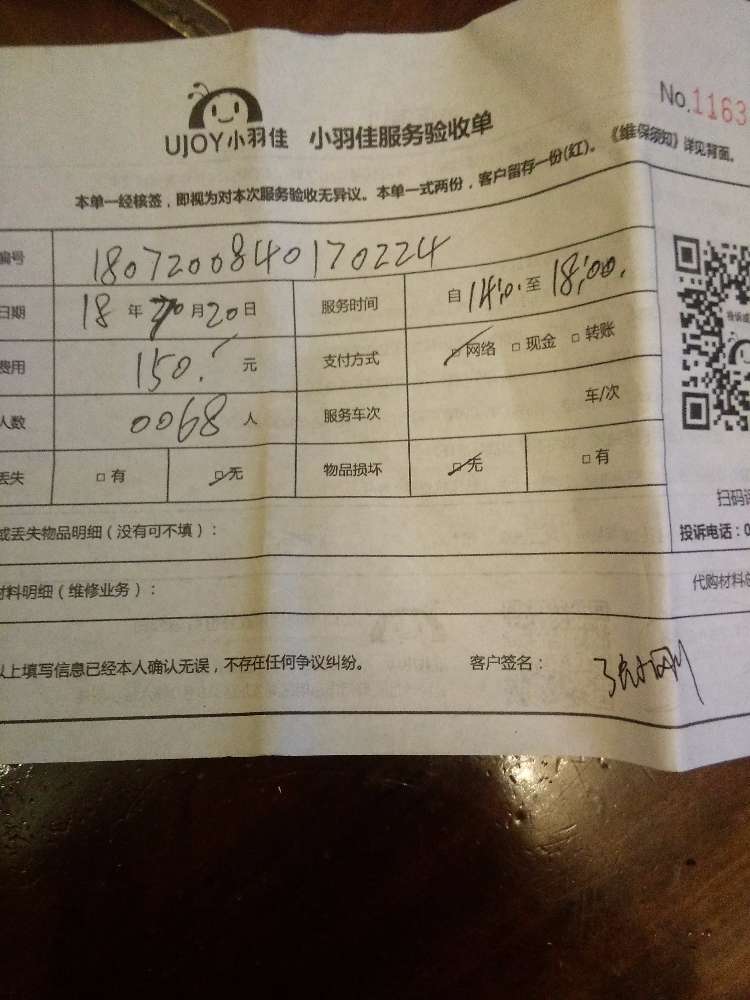 No.1163
UJOY小羽佳 小羽佳服务验收单
本单一经核签，即视为对本次服务验收无异议。本单一式两份，客户留存一份(红)。《维保须知》详见背面。
编号 1807200840170224
日期 18 年 7 月 20 日 服务时间 自 14:0. 至 18:00.
费用 150. 元 支付方式 □ 网络 □ 现金 □ 转账
人数 0068 人 服务车次 车/次
丢失 □ 有 □ 无 物品损坏 □ 无 □ 有
扫码
或丢失物品明细（没有可不填）： 投诉电话：0
材料明细（维修业务）： 代购材料
以上填写信息已经本人确认无误，不存在任何争议纠纷。 客户签名：